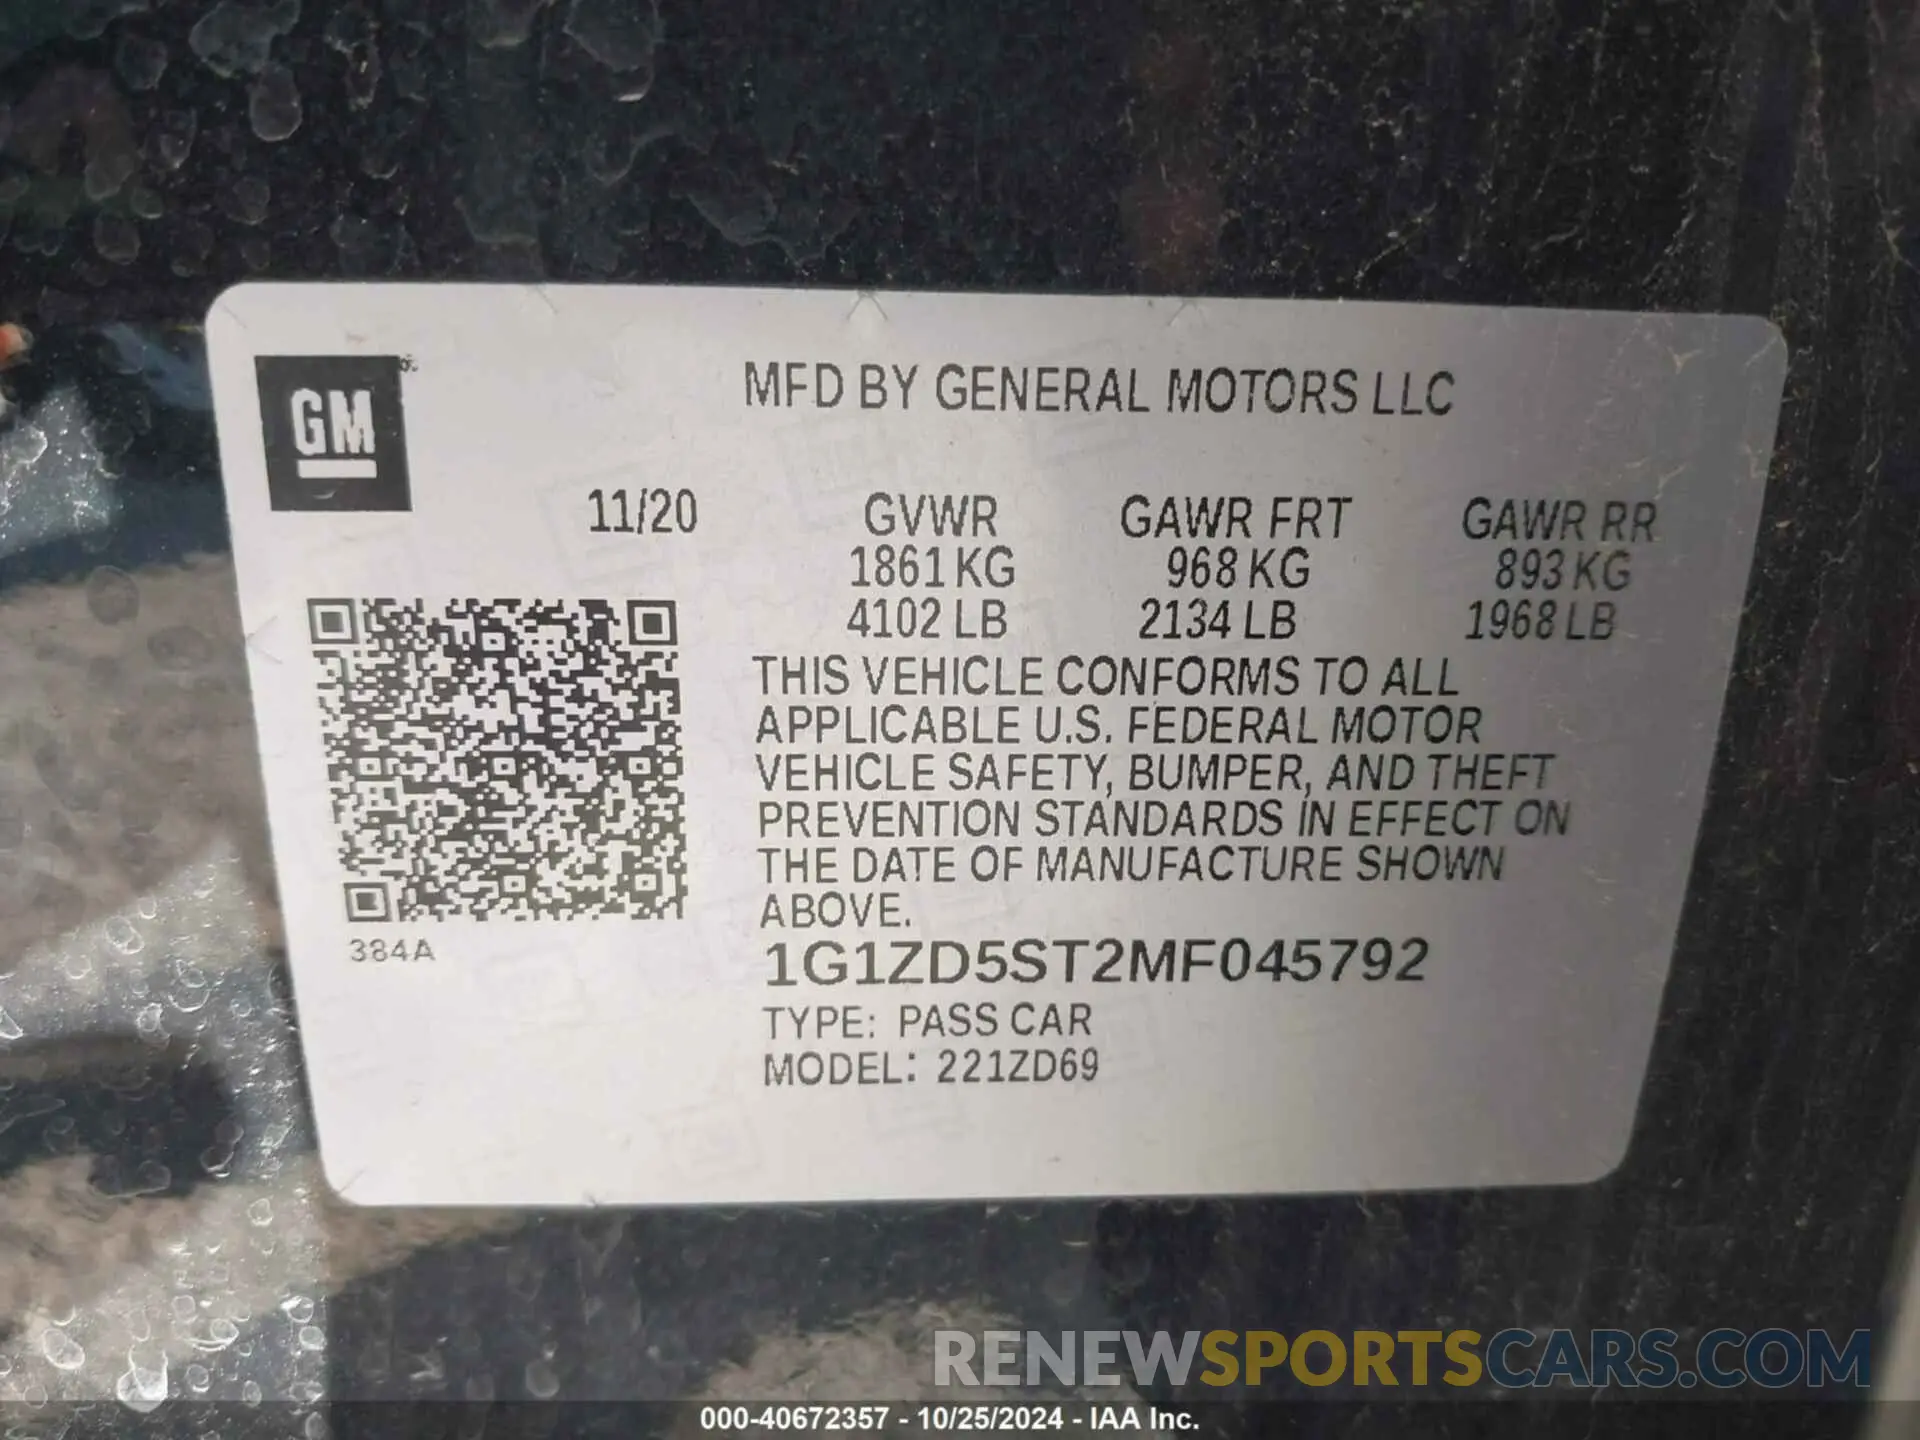 GM
MFD BY GENERAL MOTORS LLC
11/20 GVWR GAWR FRT GAWR RR
1861 KG 968 KG 893 KG
4102 LB 2134 LB 1968 LB
THIS VEHICLE CONFORMS TO ALL
APPLICABLE U.S. FEDERAL MOTOR
VEHICLE SAFETY, BUMPER, AND THEFT
PREVENTION STANDARDS IN EFFECT ON
THE DATE OF MANUFACTURE SHOWN
ABOVE.
384A
1G1ZD5ST2MF045792
TYPE: PASS CAR
MODEL: 221ZD69
RENEWSPORTSCARS.COM
000-40672357 - 10/25/2024 - IAA Inc.